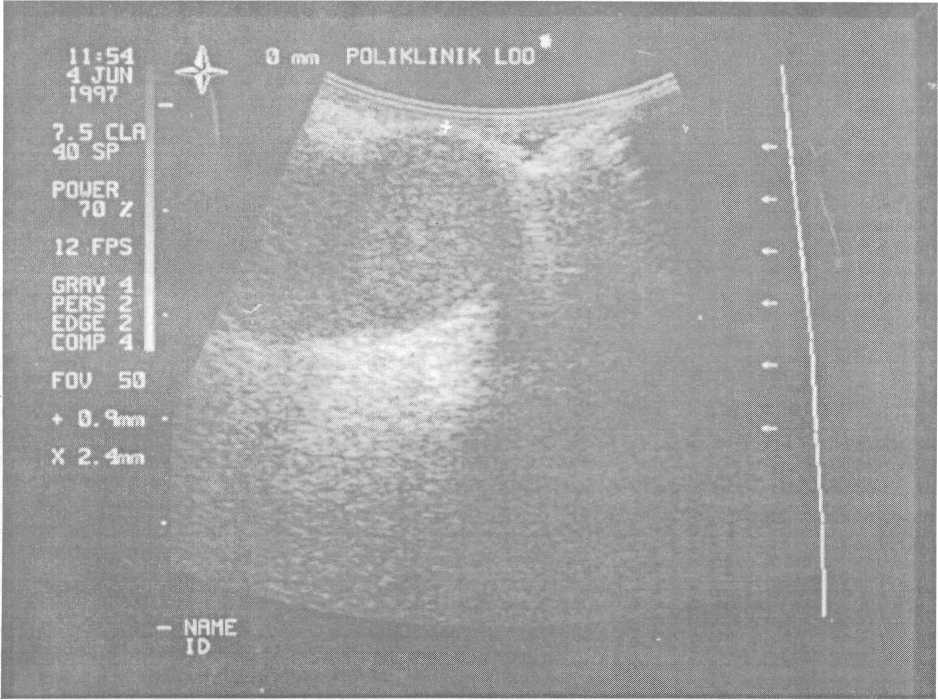 11:54
4 JUN
1997
0 mm POLIKLINIK LOO*
7.5 CLA
40 SP
POWER
70 %
12 FPS
GRAY 4
PERS 2
EDGE 2
COMP 4
FOV 50
+ 0.9mm
X 2.4mm
NAME
ID